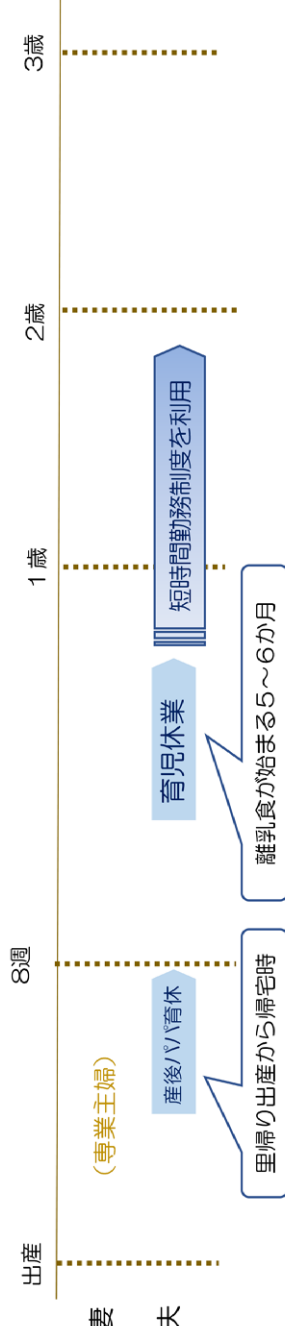 出産
8週
1歳
2歳
3歳
妻
(専業主婦)
夫
産後パパ育休
育児休業
短時間勤務制度を利用
里帰り出産から帰宅時
離乳食が始まる5～6か月